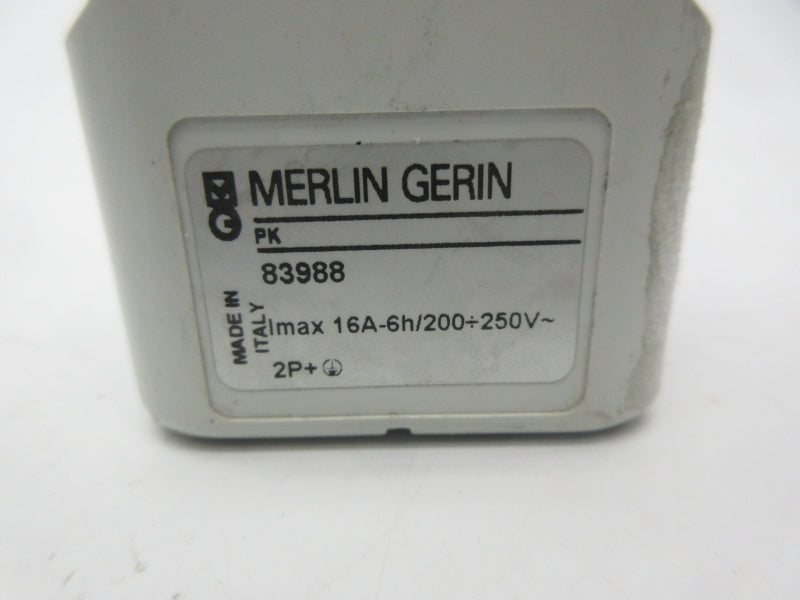 MERLIN GERIN
PK
83988
MADE IN
ITALY
Imax 16A-6h/200÷250V~
2P+⏚